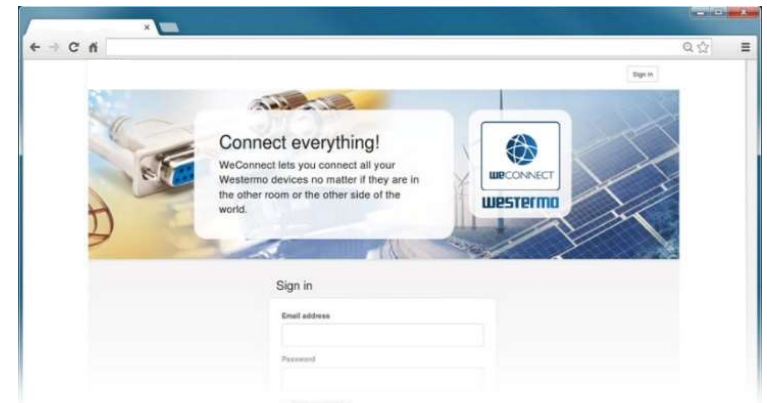 Sign in
Connect everything!
WeConnect lets you connect all your
Westermo devices no matter if they are in
the other room or the other side of the
world.
WECONNECT
westermo
Sign in
Email address
Password